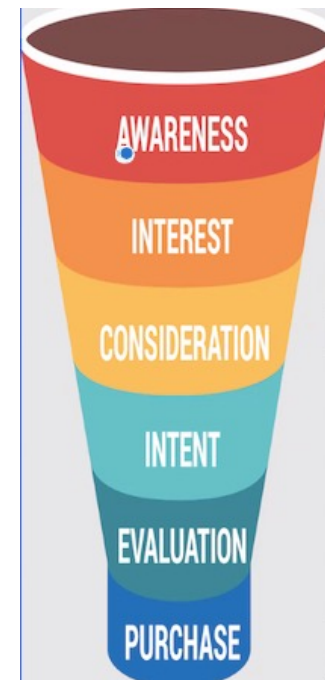 AWARENESS
INTEREST
CONSIDERATION
INTENT
EVALUATION
PURCHASE